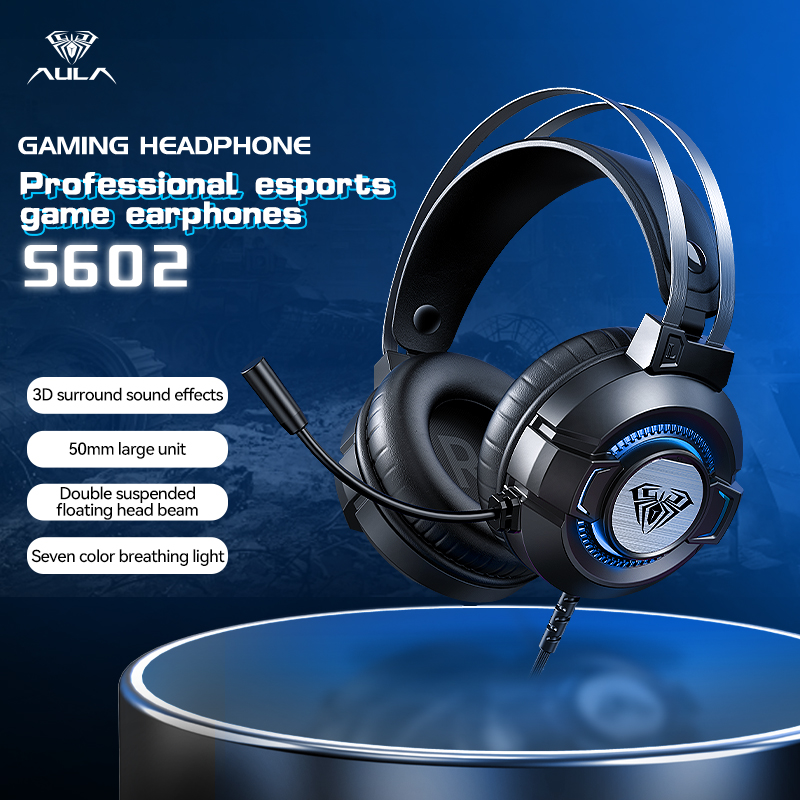 AULA
GAMING HEADPHONE
Professional esports
game earphones
S602
3D surround sound effects
50mm large unit
Double suspended
floating head beam
Seven color breathing light
R
L